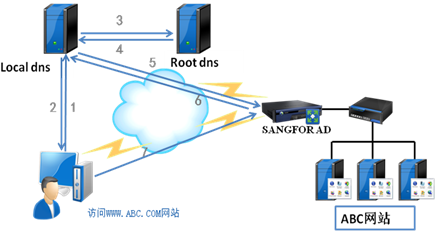 3
4
Local dns
Root dns
5
2
1
6
SANGFOR AD
7
访问WWW.ABC.COM网站
ABC网站